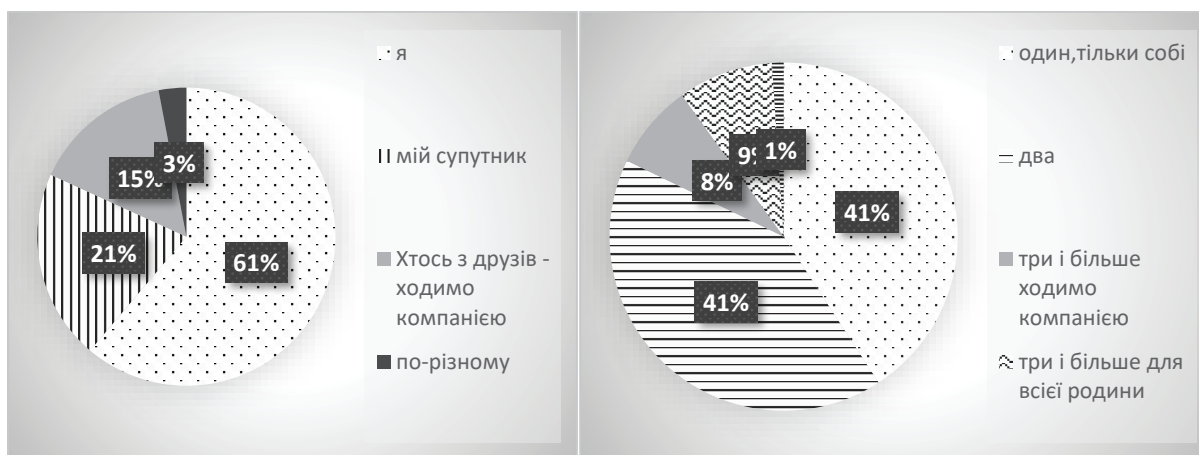 я
мій супутник
Хтось з друзів -
ходимо
компанією
по-різному
3%
15%
21%
61%
один,тільки собі
два
три і більше
ходимо
компанією
три і більше для
всієї родини
9%
1%
8%
41%
41%